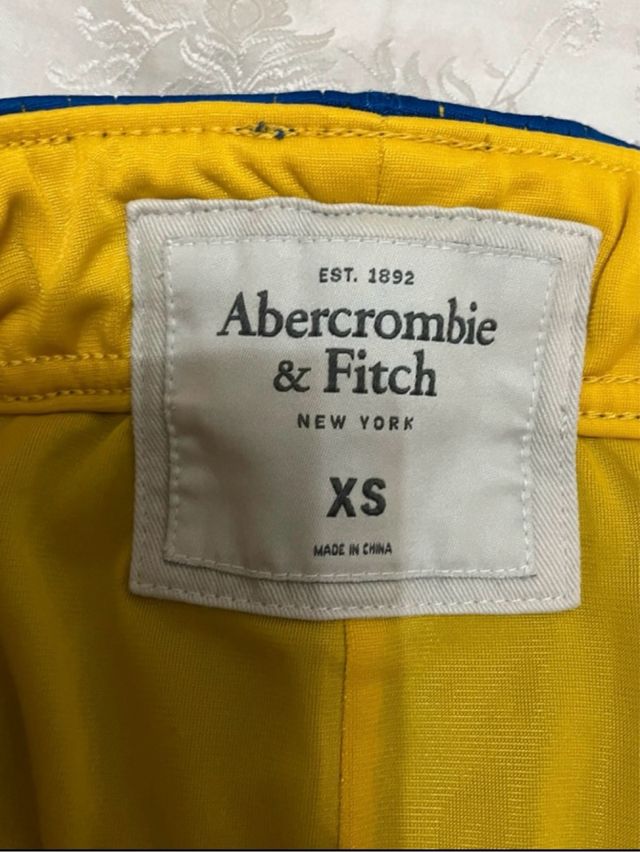 EST. 1892
Abercrombie
& Fitch
NEW YORK
XS
MADE IN CHINA